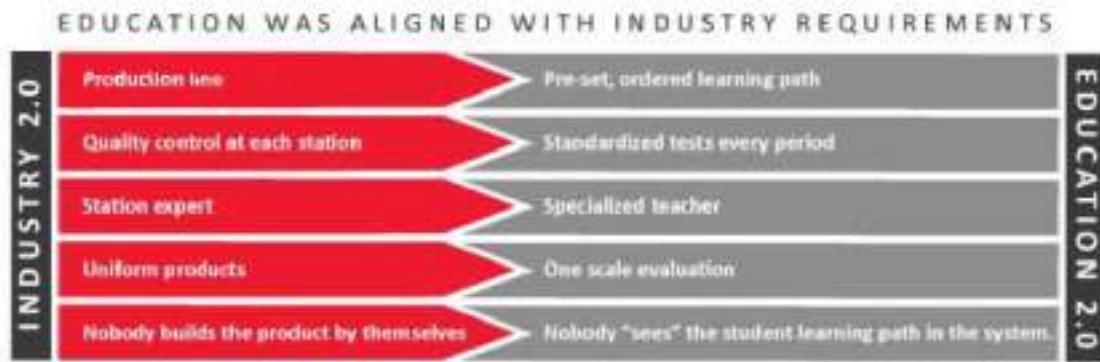 EDUCATION WAS ALIGNED WITH INDUSTRY REQUIREMENTS
INDUSTRY 2.0
Production line
Pre-set, ordered learning path
Quality control at each station
Standardized tests every period
Station expert
Specialized teacher
Uniform products
One scale evaluation
Nobody builds the product by themselves
Nobody "sees" the student learning path in the system.
EDUCATION 2.0